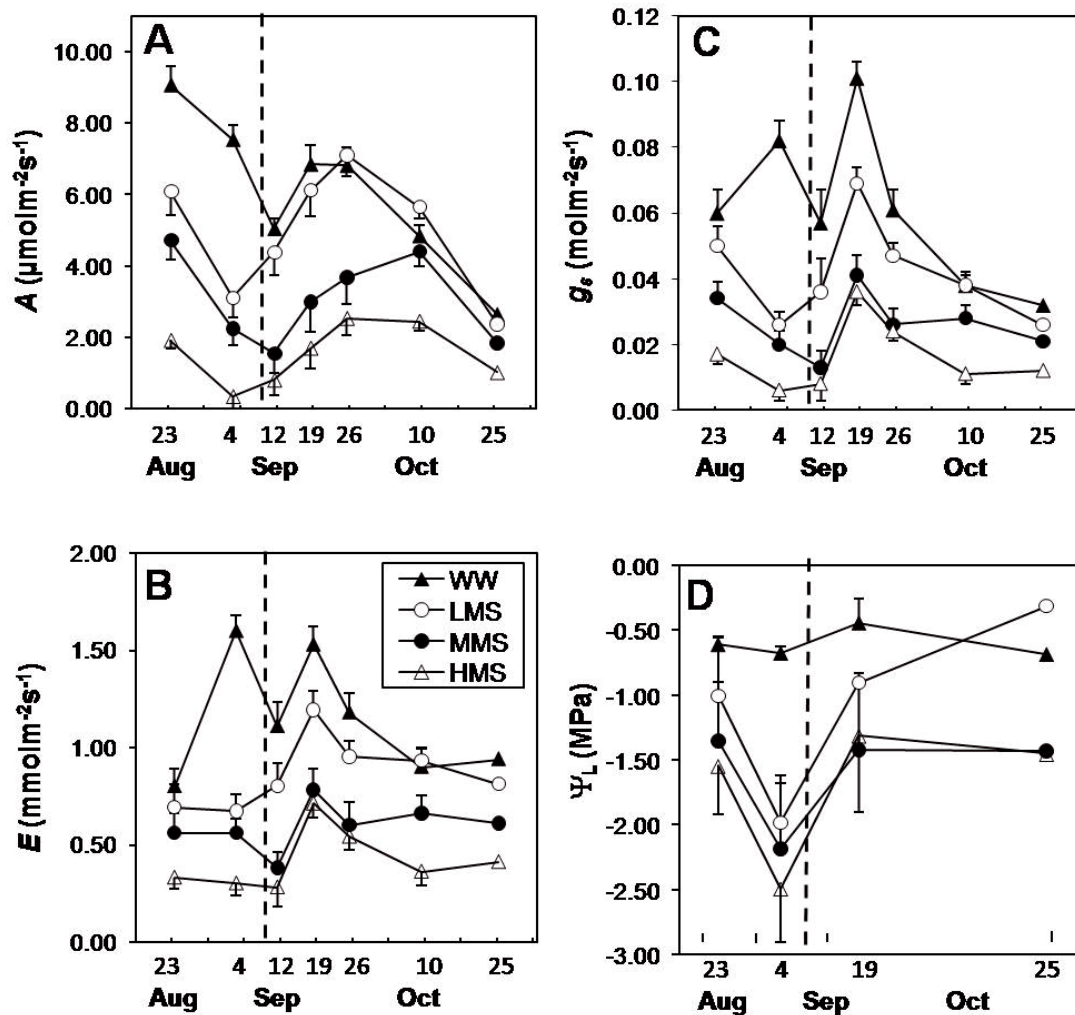 A
10.00
8.00
6.00
4.00
2.00
0.00
A (µmolm-2s-1)
23 4 12 19 26 10 25
Aug Sep Oct
C
0.12
0.10
0.08
0.06
0.04
0.02
0.00
gs (molm-2s-1)
23 4 12 19 26 10 25
Aug Sep Oct
B
2.00
1.50
1.00
0.50
0.00
E (mmolm-2s-1)
WW
LMS
MMS
HMS
23 4 12 19 26 10 25
Aug Sep Oct
D
0.00
-0.50
-1.00
-1.50
-2.00
-2.50
-3.00
ΨL (MPa)
23 4 19 25
Aug Sep Oct